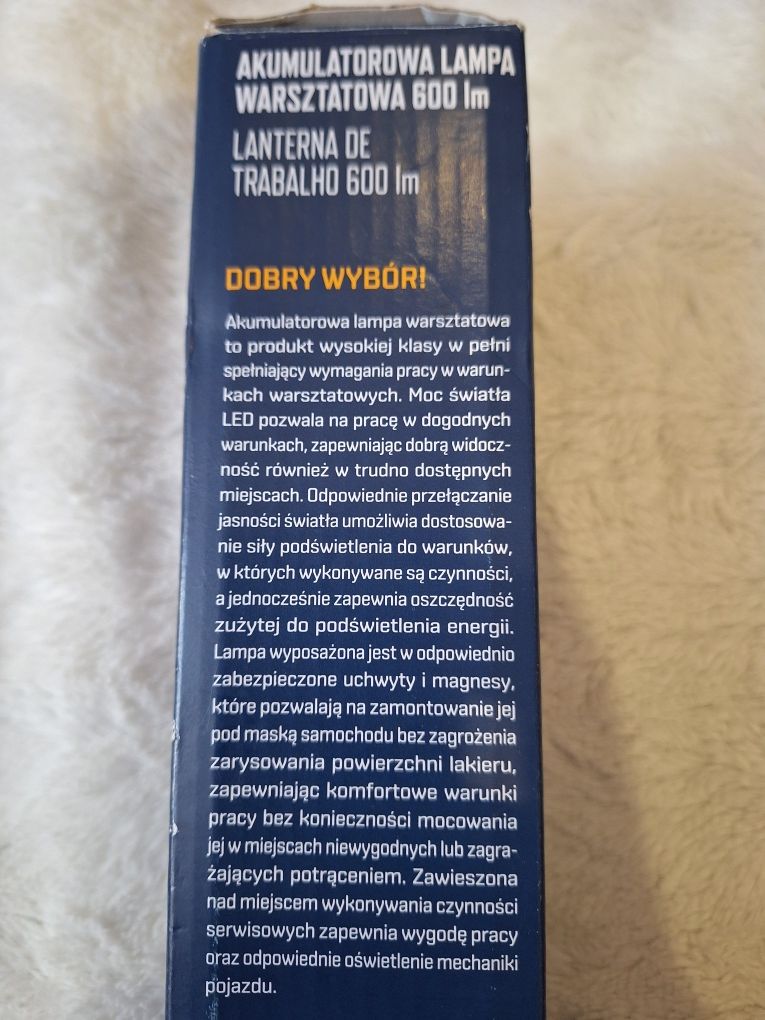 AKUMULATOROWA LAMPA
WARSZTATOWA 600 lm
LANTERNA DE
TRABALHO 600 lm
DOBRY WYBÓR!
Akumulatorowa lampa warsztatowa
to produkt wysokiej klasy w pełni
spełniający wymagania pracy w warun-
kach warsztatowych. Moc światła
LED pozwala na pracę w dogodnych
warunkach, zapewniając dobrą widocz-
ność również w trudno dostępnych
miejscach. Odpowiednie przełączanie
jasności światła umożliwia dostosowa-
nie siły podświetlenia do warunków,
w których wykonywane są czynności,
a jednocześnie zapewnia oszczędność
zużytej do podświetlenia energii.
Lampa wyposażona jest w odpowiednio
zabezpieczone uchwyty i magnesy,
które pozwalają na zamontowanie jej
pod maską samochodu bez zagrożenia
zarysowania powierzchni lakieru,
zapewniając komfortowe warunki
pracy bez konieczności mocowania
jej w miejscach niewygodnych lub zagra-
żających potrąceniem. Zawieszona
nad miejscem wykonywania czynności
serwisowych zapewnia wygodę pracy
oraz odpowiednie oświetlenie mechaniki
pojazdu.